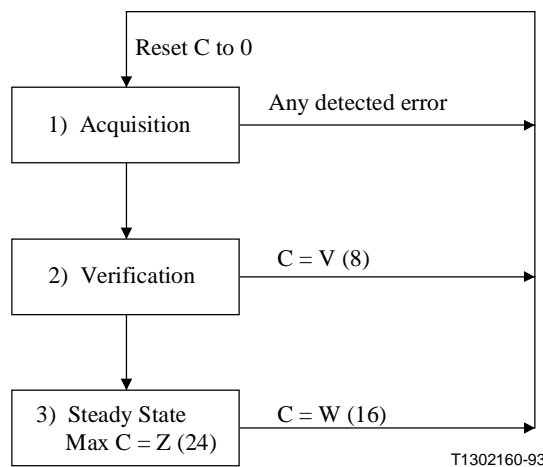 Reset C to 0
1) Acquisition
Any detected error
2) Verification
C = V (8)
3) Steady State
Max C = Z (24)
C = W (16)
T1302160-93